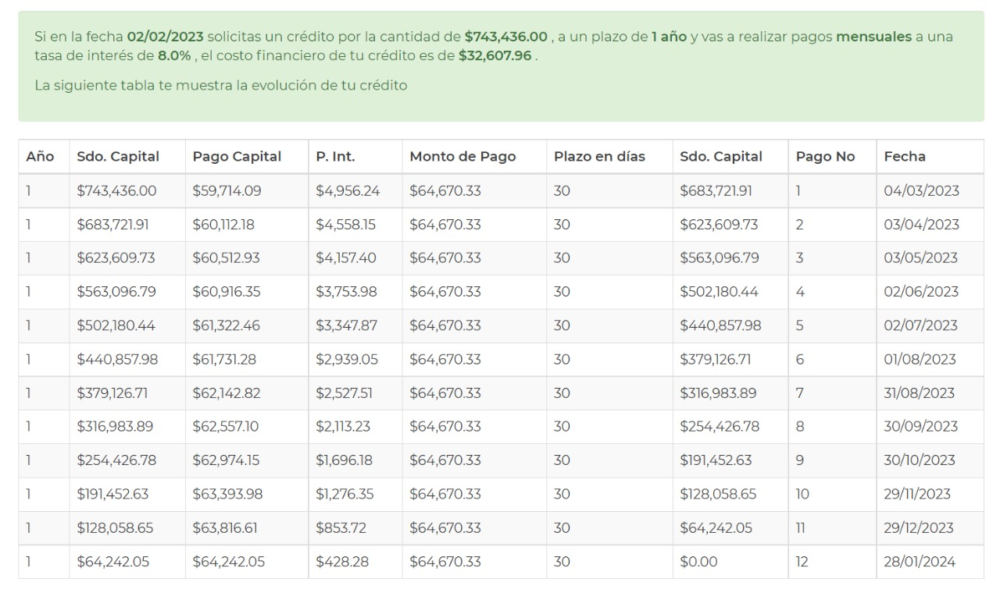 Si en la fecha 02/02/2023 solicitas un crédito por la cantidad de $743,436.00 , a un plazo de 1 año y vas a realizar pagos mensuales a una
tasa de interés de 8.0% , el costo financiero de tu crédito es de $32,607.96 .
La siguiente tabla te muestra la evolución de tu crédito
Año Sdo. Capital Pago Capital P. Int. Monto de Pago Plazo en días Sdo. Capital Pago No Fecha
1 $743,436.00 $59,714.09 $4,956.24 $64,670.33 30 $683,721.91 1 04/03/2023
1 $683,721.91 $60,112.18 $4,558.15 $64,670.33 30 $623,609.73 2 03/04/2023
1 $623,609.73 $60,512.93 $4,157.40 $64,670.33 30 $563,096.79 3 03/05/2023
1 $563,096.79 $60,916.35 $3,753.98 $64,670.33 30 $502,180.44 4 02/06/2023
1 $502,180.44 $61,322.46 $3,347.87 $64,670.33 30 $440,857.98 5 02/07/2023
1 $440,857.98 $61,731.28 $2,939.05 $64,670.33 30 $379,126.71 6 01/08/2023
1 $379,126.71 $62,142.82 $2,527.51 $64,670.33 30 $316,983.89 7 31/08/2023
1 $316,983.89 $62,557.10 $2,113.23 $64,670.33 30 $254,426.78 8 30/09/2023
1 $254,426.78 $62,974.15 $1,696.18 $64,670.33 30 $191,452.63 9 30/10/2023
1 $191,452.63 $63,393.98 $1,276.35 $64,670.33 30 $128,058.65 10 29/11/2023
1 $128,058.65 $63,816.61 $853.72 $64,670.33 30 $64,242.05 11 29/12/2023
1 $64,242.05 $64,242.05 $428.28 $64,670.33 30 $0.00 12 28/01/2024